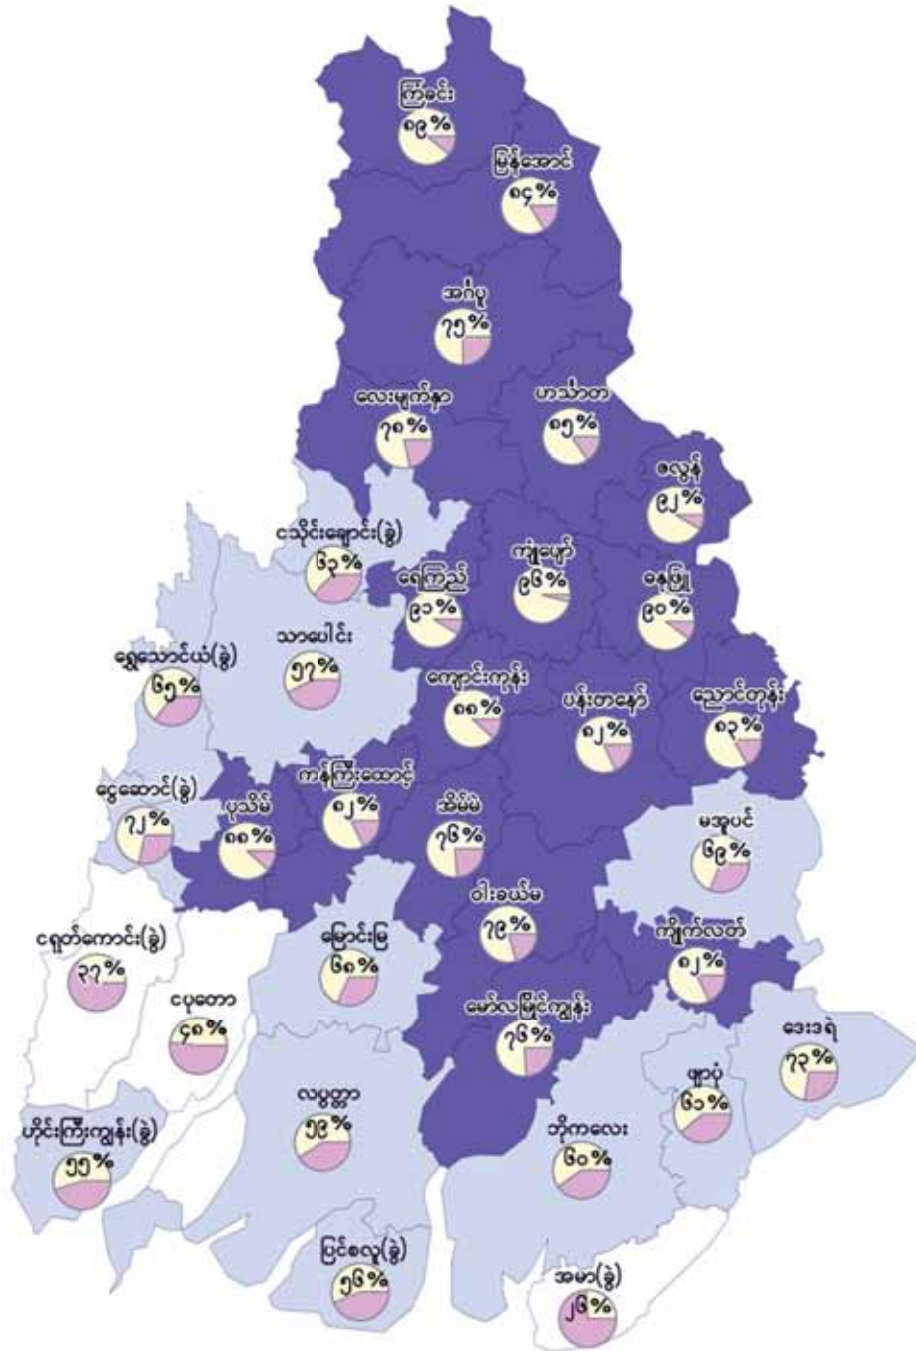 ကြံခင်း
၈၉%
မြန်အောင်
၈၄%
အင်္ဂပူ
၇၅%
လေးမျက်နှာ
၇၈%
ဟင်္သာတ
၈၅%
ဇလွန်
၉၂%
ငသိုင်းချောင်း(ခွဲ)
၆၃%
ရေကြည်
၉၁%
ကျုံပျော်
၉၆%
ဓနုဖြူ
၉၀%
သာပေါင်း
၅၇%
ရွှေသောင်ယံ(ခွဲ)
၆၅%
ကျောင်းကုန်း
၈၈%
ပန်းတနော်
၈၂%
ညောင်တုန်း
၈၃%
ငွေဆောင်(ခွဲ)
၇၂%
ပုသိမ်
၈၈%
ကန်ကြီးထောင့်
၈၂%
အိမ်မဲ
၇၆%
မအူပင်
၆၉%
ငရုတ်ကောင်း(ခွဲ)
၃၇%
မြောင်းမြ
၆၈%
ဝါးခယ်မ
၇၉%
ကျိုက်လတ်
၈၂%
ငပုတော
၄၈%
မော်လမြိုင်ကျွန်း
၇၆%
ဒေးဒရဲ
၇၃%
ဟိုင်းကြီးကျွန်း(ခွဲ)
၅၅%
လပွတ္တာ
၅၉%
ဘိုကလေး
၆၀%
ဖျာပုံ
၆၁%
ပြင်စလူ(ခွဲ)
၅၆%
အမာ(ခွဲ)
၂၆%